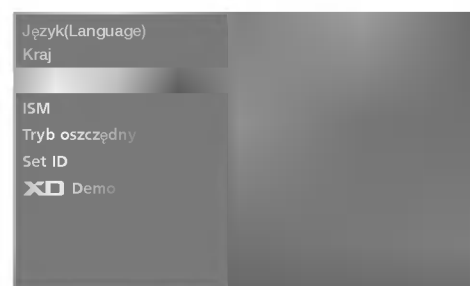 Język(Language)
Kraj
ISM
Tryb oszczędny
Set ID
XD Demo